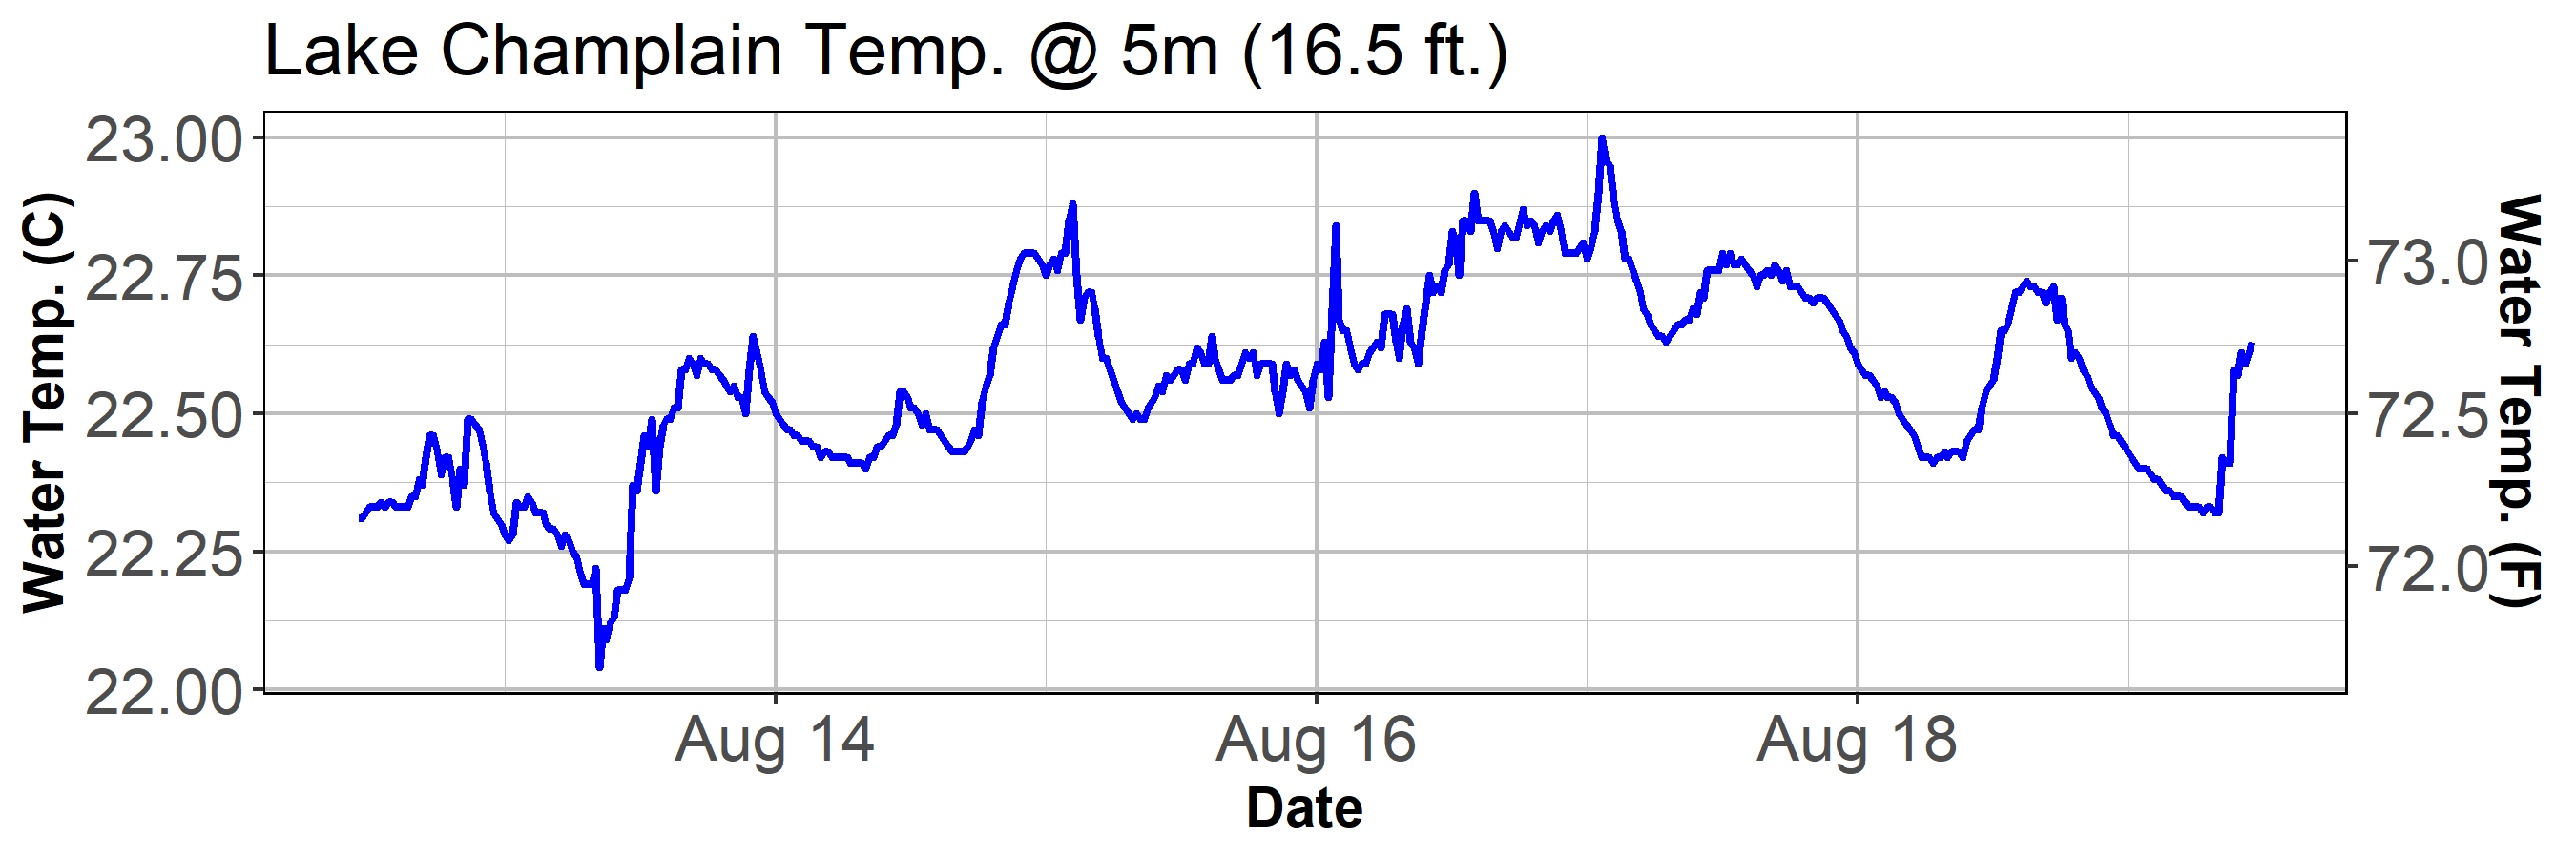 Lake Champlain Temp. @ 5m (16.5 ft.)
Water Temp. (C)
23.00
22.75
22.50
22.25
22.00
73.0
72.5
72.0
Water Temp. (F)
Aug 14 Aug 16 Aug 18
Date